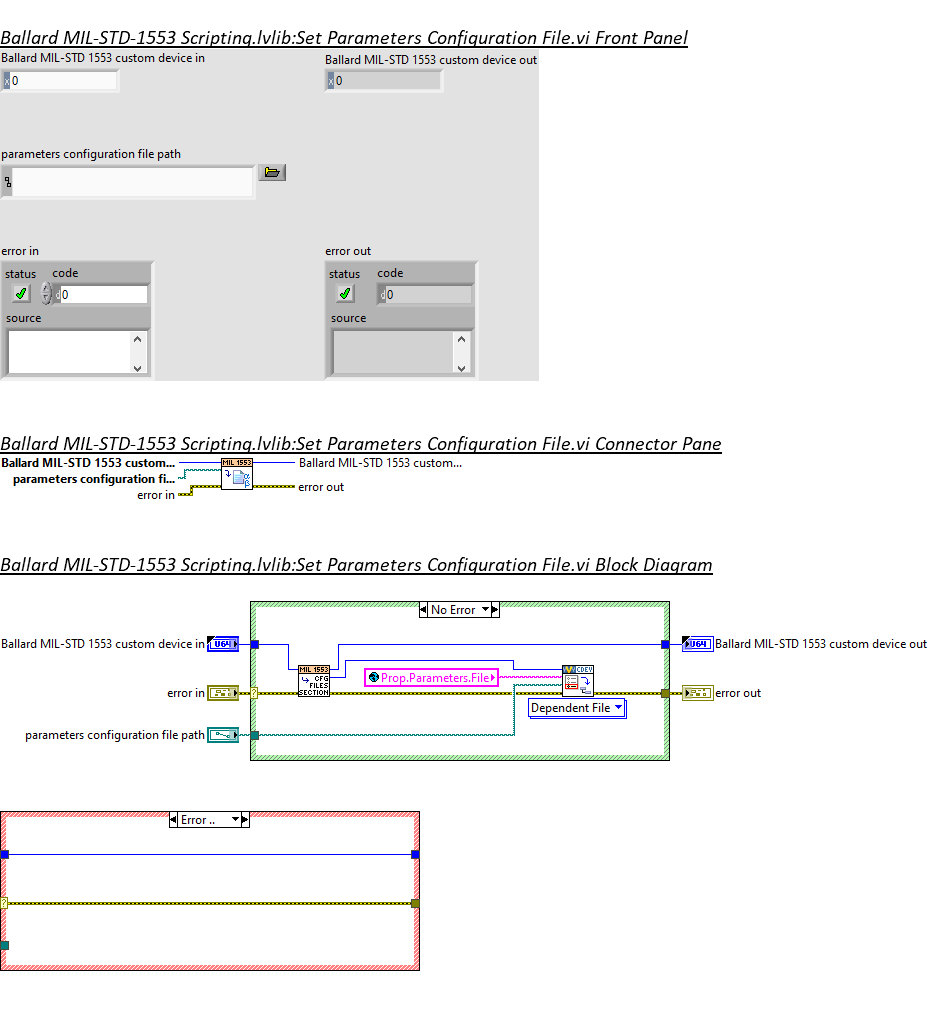 Ballard MIL-STD-1553 Scripting.lvlib:Set Parameters Configuration File.vi Front Panel
Ballard MIL-STD 1553 custom device in
Ballard MIL-STD 1553 custom device out
x 0
x 0
parameters configuration file path
error in
error out
status code
status code
d 0
d 0
source
source
Ballard MIL-STD-1553 Scripting.lvlib:Set Parameters Configuration File.vi Connector Pane
Ballard MIL-STD 1553 custom...
MIL 1553
Ballard MIL-STD 1553 custom...
parameters configuration fi...
error in
error out
Ballard MIL-STD-1553 Scripting.lvlib:Set Parameters Configuration File.vi Block Diagram
No Error
Ballard MIL-STD 1553 custom device in
U64
U64
Ballard MIL-STD 1553 custom device out
MIL 1553
CFG
FILES
SECTION
Prop.Parameters.File
CDEV
error in
?
error out
Dependent File
parameters configuration file path
Error ..
?